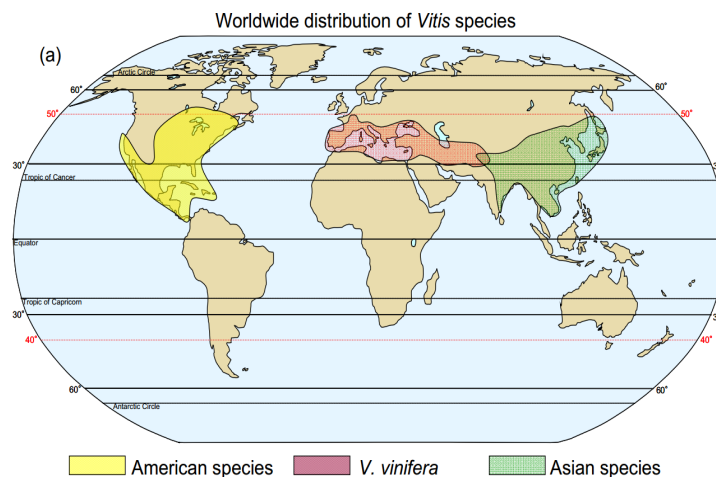 Worldwide distribution of Vitis species
(a)
Arctic Circle
60° 60°
50° 50°
30°
Tropic of Cancer
Equator
Tropic of Capricorn
30° 3
40° 40°
60° 60°
Antarctic Circle
American species V. vinifera Asian species